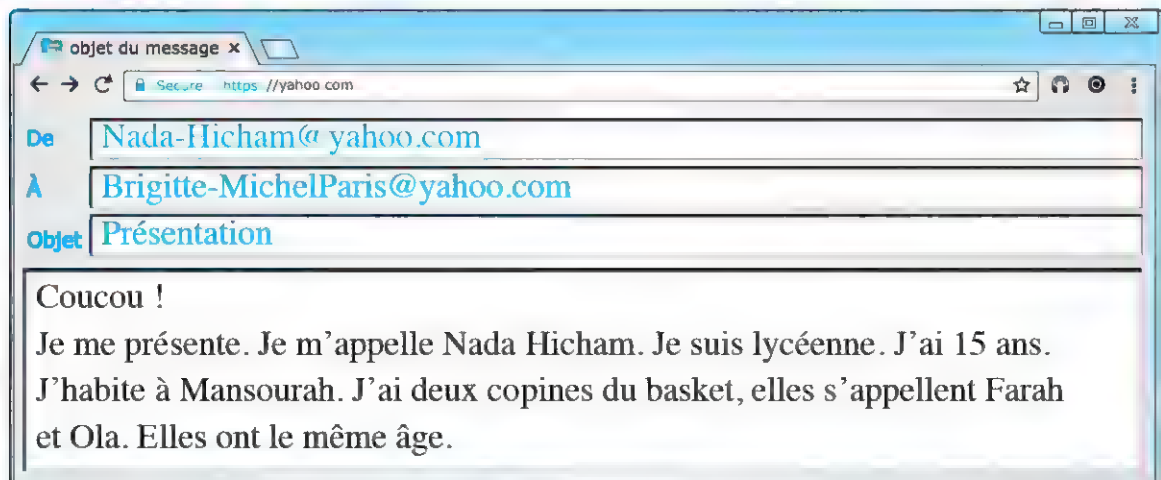 objet du message x
Secure https //yahoo com
De Nada-Hicham@yahoo.com
À Brigitte-MichelParis@yahoo.com
Objet Présentation
Coucou !
Je me présente. Je m'appelle Nada Hicham. Je suis lycéenne. J'ai 15 ans.
J'habite à Mansourah. J'ai deux copines du basket, elles s'appellent Farah
et Ola. Elles ont le même âge.